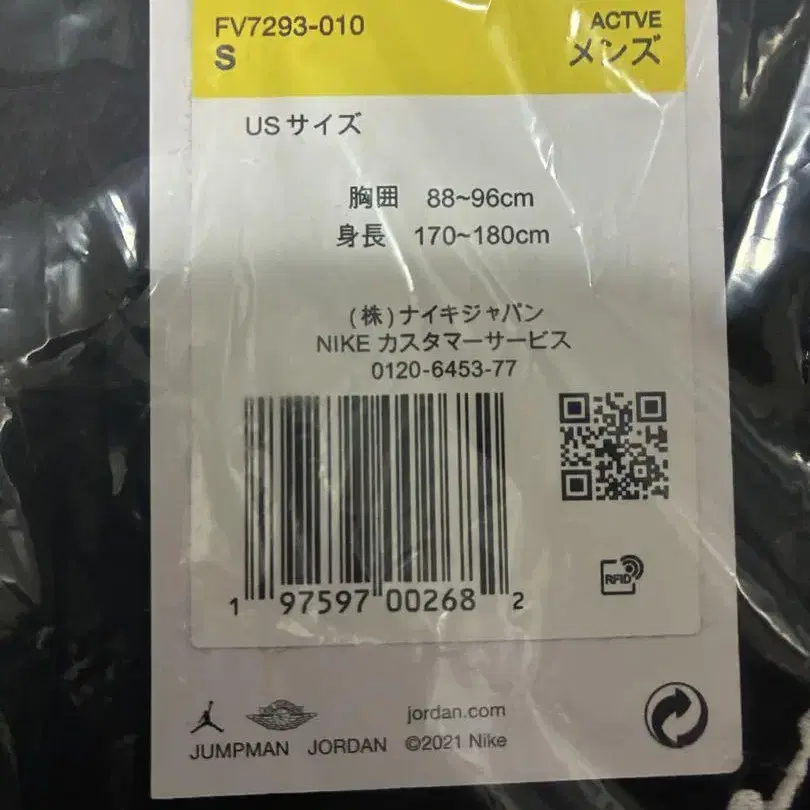 FV7293-010 ACTVE
S メンズ
USサイズ
胸囲 88~96cm
身長 170~180cm
(株)ナイキジャパン
NIKE カスタマーサービス
0120-6453-77
1 97597 00268 2
RFID
jordan.com
JUMPMAN JORDAN ©2021 Nike